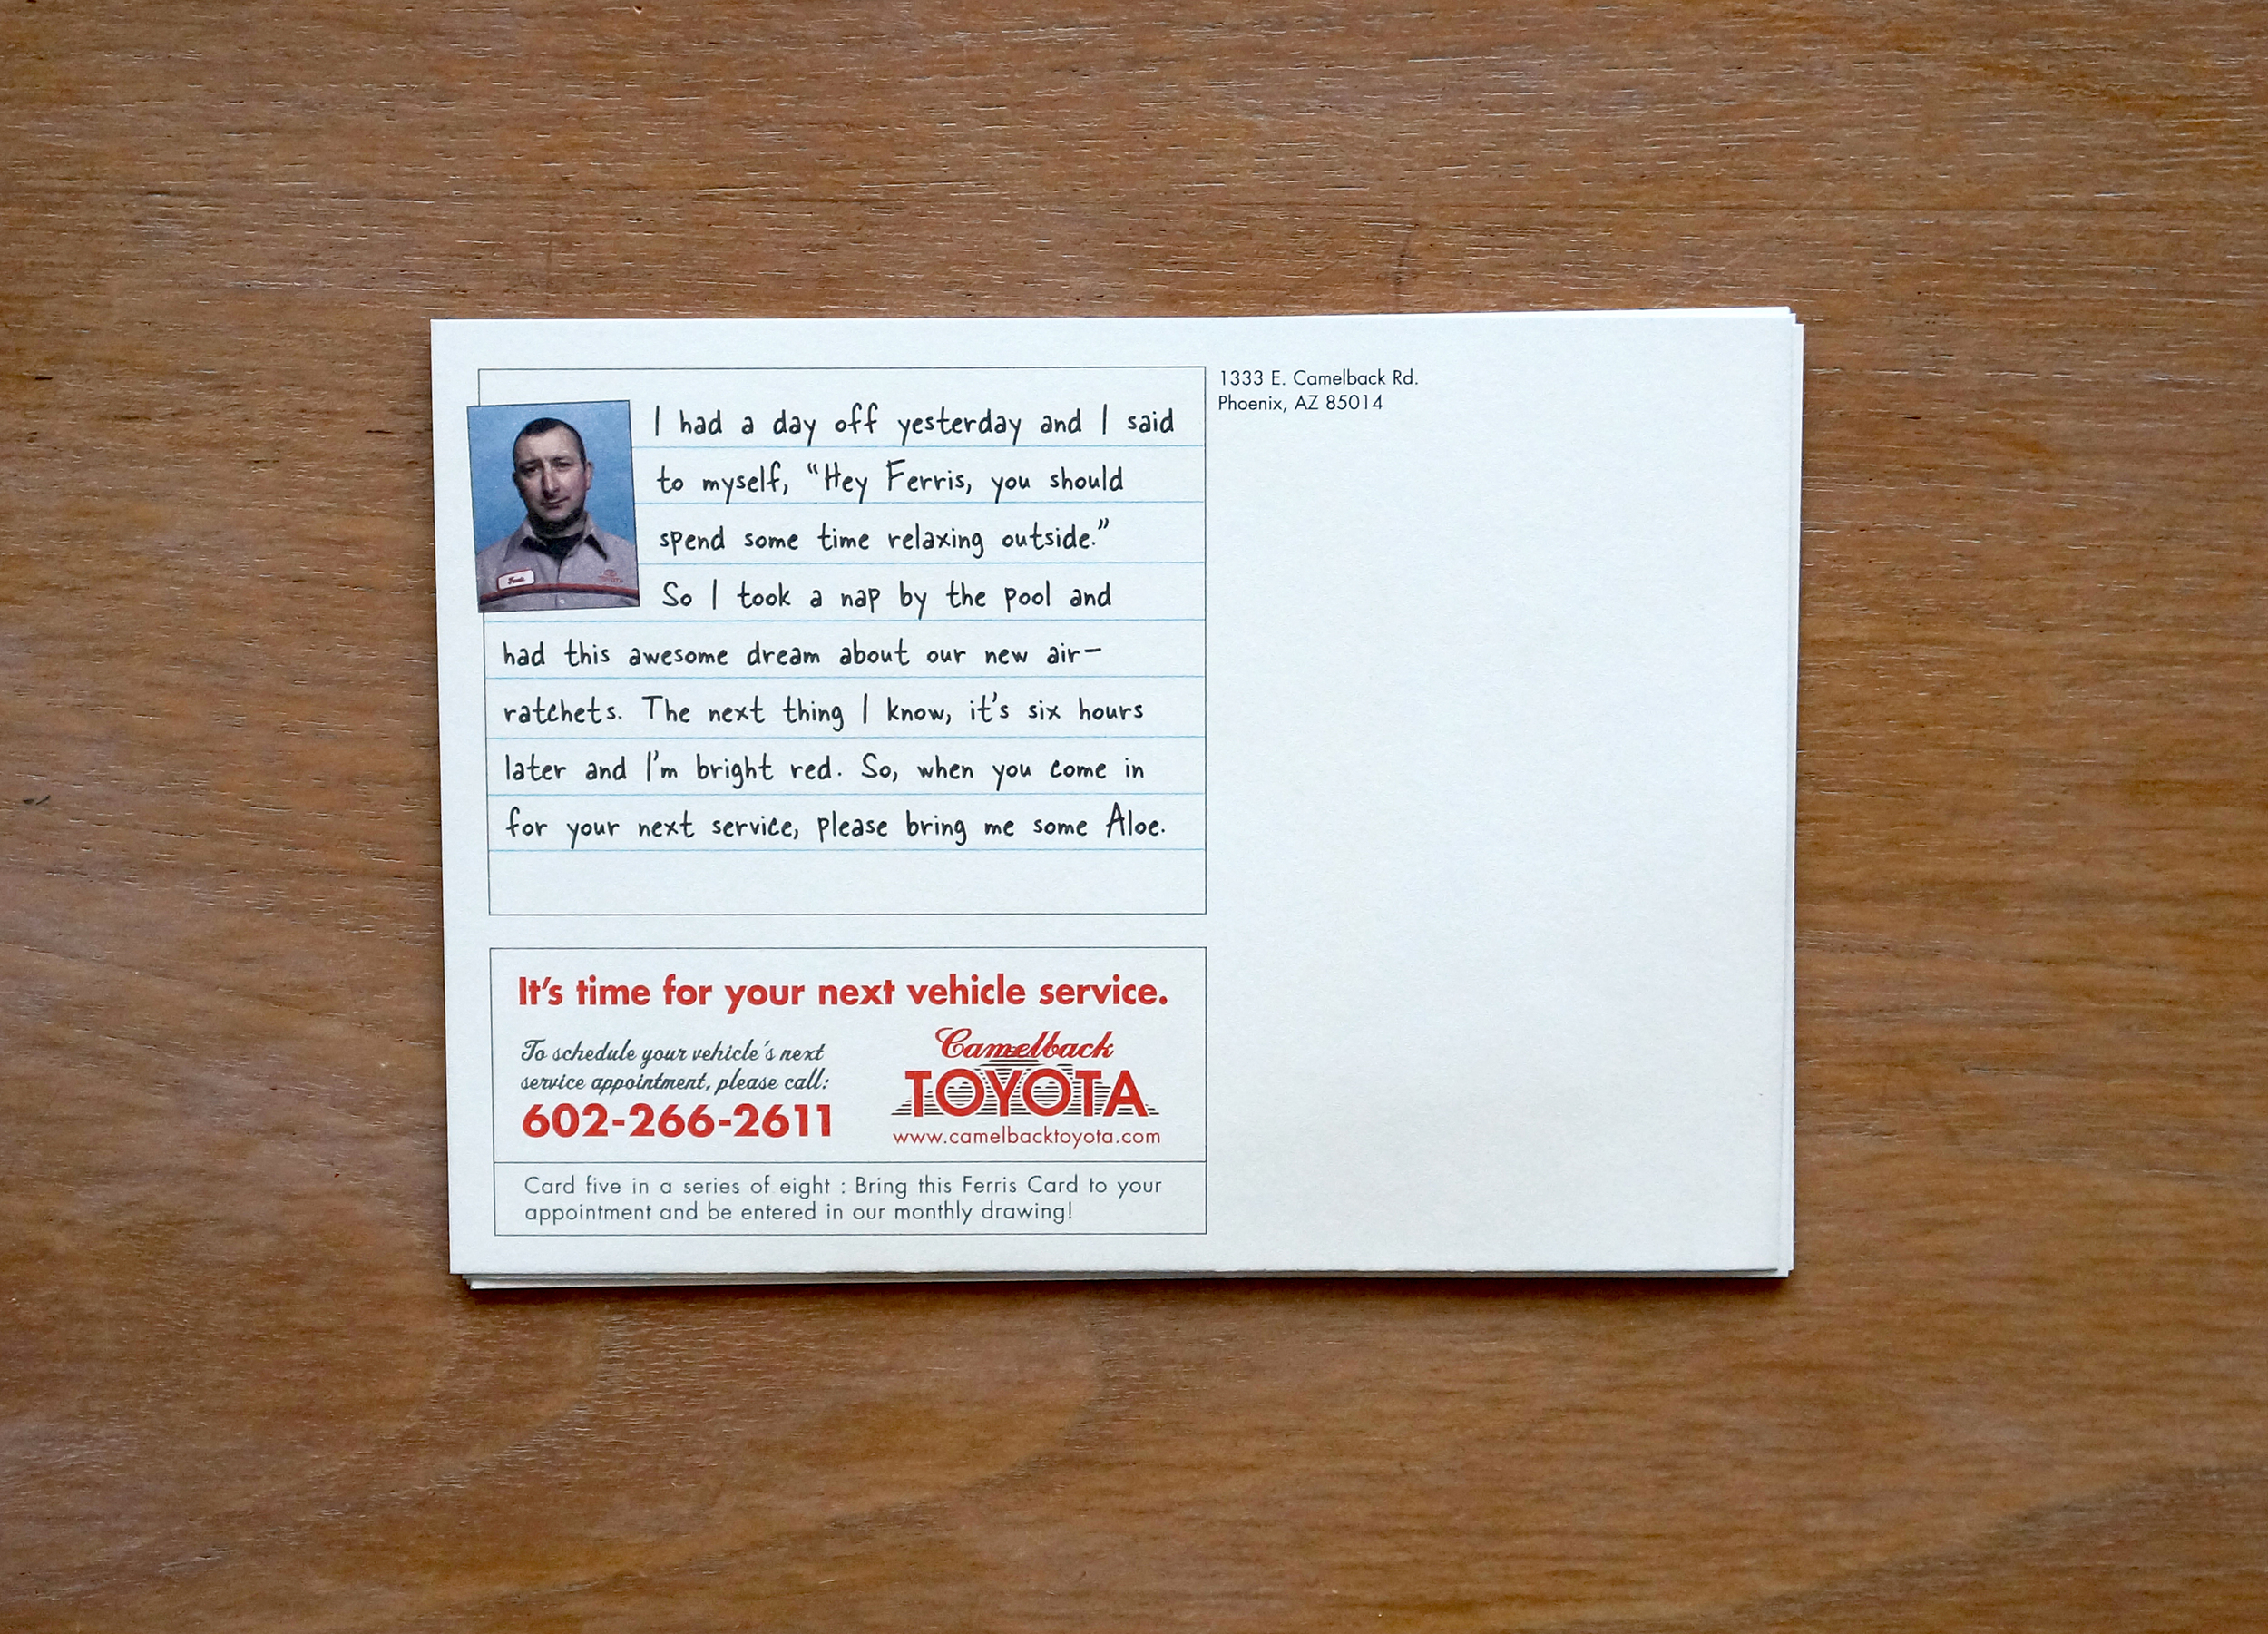 I had a day off yesterday and I said
to myself, “Hey Ferris, you should
spend some time relaxing outside.”
So I took a nap by the pool and
had this awesome dream about our new air-
ratchets. The next thing I know, it's six hours
later and I'm bright red. So, when you come in
for your next service, please bring me some Aloe.
Ferris
TOYOTA
It's time for your next vehicle service.
To schedule your vehicle's next
service appointment, please call:
602-266-2611
Camelback
TOYOTA
www.camelbacktoyota.com
Card five in a series of eight : Bring this Ferris Card to your
appointment and be entered in our monthly drawing!
1333 E. Camelback Rd.
Phoenix, AZ 85014